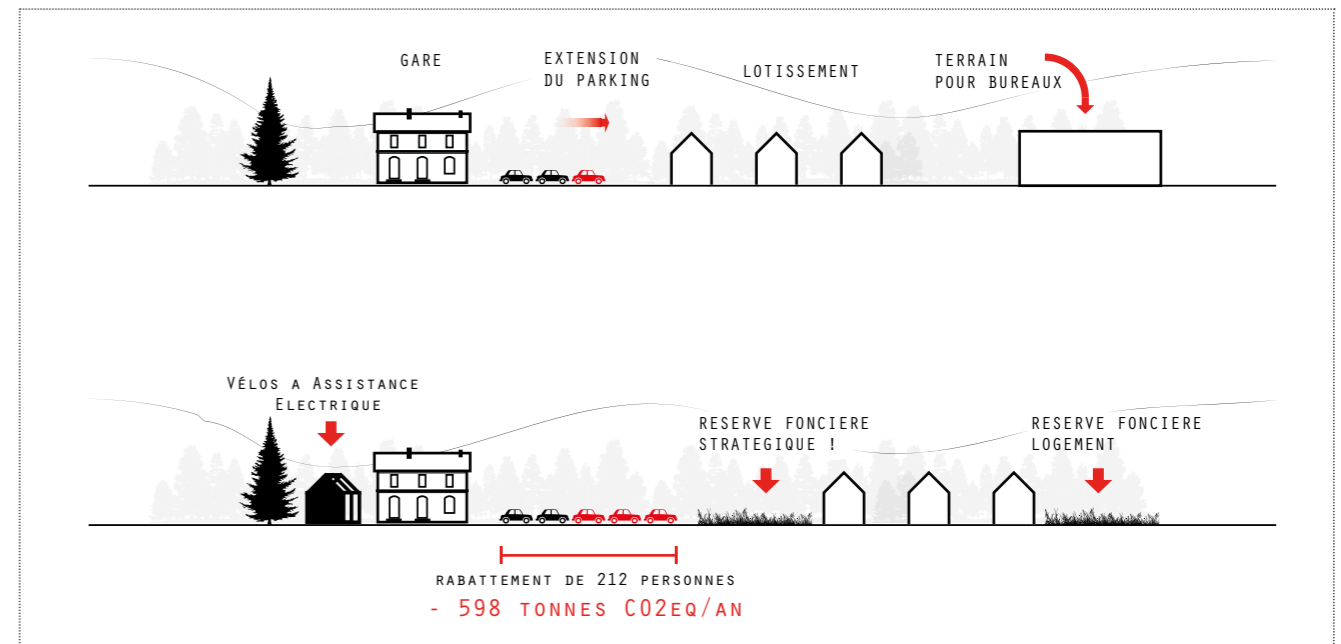 GARE
EXTENSION
DU PARKING
LOTISSEMENT
TERRAIN
POUR BUREAUX
VÉLOS A ASSISTANCE
ELECTRIQUE
RESERVE FONCIERE
STRATEGIQUE !
RESERVE FONCIERE
LOGEMENT
RABATTEMENT DE 212 PERSONNES
- 598 TONNES CO2EQ/AN